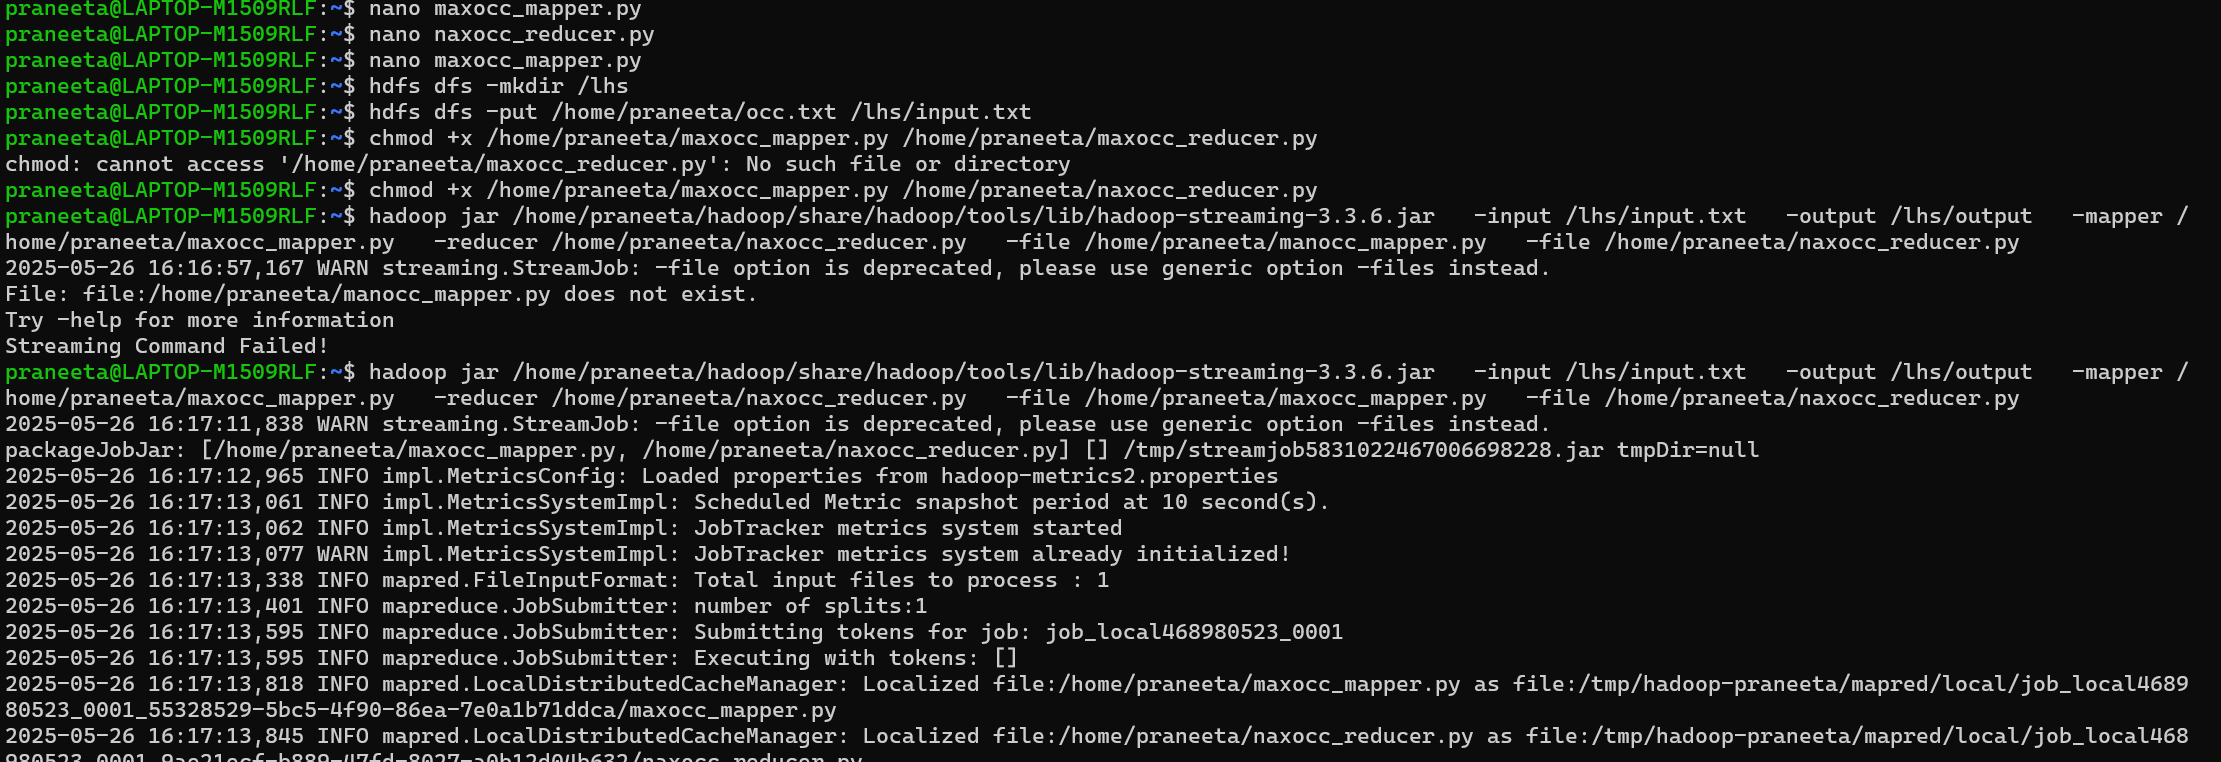 praneeta@LAPTOP-M1509RLF:~$ nano maxocc_mapper.py
praneeta@LAPTOP-M1509RLF:~$ nano naxocc_reducer.py
praneeta@LAPTOP-M1509RLF:~$ nano maxocc_mapper.py
praneeta@LAPTOP-M1509RLF:~$ hdfs dfs -mkdir /lhs
praneeta@LAPTOP-M1509RLF:~$ hdfs dfs -put /home/praneeta/occ.txt /lhs/input.txt
praneeta@LAPTOP-M1509RLF:~$ chmod +x /home/praneeta/maxocc_mapper.py /home/praneeta/maxocc_reducer.py
chmod: cannot access '/home/praneeta/maxocc_reducer.py': No such file or directory
praneeta@LAPTOP-M1509RLF:~$ chmod +x /home/praneeta/maxocc_mapper.py /home/praneeta/naxocc_reducer.py
praneeta@LAPTOP-M1509RLF:~$ hadoop jar /home/praneeta/hadoop/share/hadoop/tools/lib/hadoop-streaming-3.3.6.jar   -input /lhs/input.txt   -output /lhs/output   -mapper /
home/praneeta/maxocc_mapper.py   -reducer /home/praneeta/naxocc_reducer.py   -file /home/praneeta/manocc_mapper.py   -file /home/praneeta/naxocc_reducer.py
2025-05-26 16:16:57,167 WARN streaming.StreamJob: -file option is deprecated, please use generic option -files instead.
File: file:/home/praneeta/manocc_mapper.py does not exist.
Try -help for more information
Streaming Command Failed!
praneeta@LAPTOP-M1509RLF:~$ hadoop jar /home/praneeta/hadoop/share/hadoop/tools/lib/hadoop-streaming-3.3.6.jar   -input /lhs/input.txt   -output /lhs/output   -mapper /
home/praneeta/maxocc_mapper.py   -reducer /home/praneeta/naxocc_reducer.py   -file /home/praneeta/maxocc_mapper.py   -file /home/praneeta/naxocc_reducer.py
2025-05-26 16:17:11,838 WARN streaming.StreamJob: -file option is deprecated, please use generic option -files instead.
packageJobJar: [/home/praneeta/maxocc_mapper.py, /home/praneeta/naxocc_reducer.py] [] /tmp/streamjob5831022467006698228.jar tmpDir=null
2025-05-26 16:17:12,965 INFO impl.MetricsConfig: Loaded properties from hadoop-metrics2.properties
2025-05-26 16:17:13,061 INFO impl.MetricsSystemImpl: Scheduled Metric snapshot period at 10 second(s).
2025-05-26 16:17:13,062 INFO impl.MetricsSystemImpl: JobTracker metrics system started
2025-05-26 16:17:13,077 WARN impl.MetricsSystemImpl: JobTracker metrics system already initialized!
2025-05-26 16:17:13,338 INFO mapred.FileInputFormat: Total input files to process : 1
2025-05-26 16:17:13,401 INFO mapreduce.JobSubmitter: number of splits:1
2025-05-26 16:17:13,595 INFO mapreduce.JobSubmitter: Submitting tokens for job: job_local468980523_0001
2025-05-26 16:17:13,595 INFO mapreduce.JobSubmitter: Executing with tokens: []
2025-05-26 16:17:13,818 INFO mapred.LocalDistributedCacheManager: Localized file:/home/praneeta/maxocc_mapper.py as file:/tmp/hadoop-praneeta/mapred/local/job_local4689
80523_0001_55328529-5bc5-4f90-86ea-7e0a1b71ddca/maxocc_mapper.py
2025-05-26 16:17:13,845 INFO mapred.LocalDistributedCacheManager: Localized file:/home/praneeta/naxocc_reducer.py as file:/tmp/hadoop-praneeta/mapred/local/job_local468